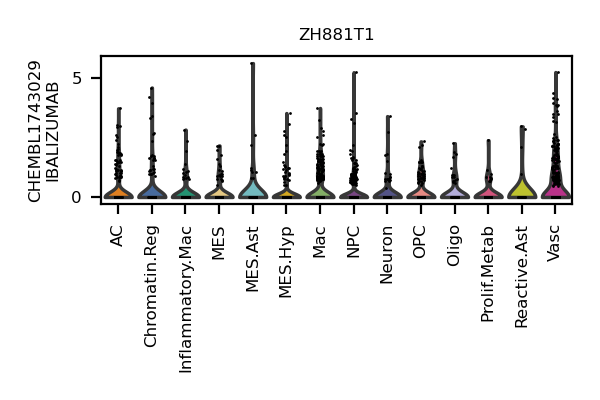 ZH881T1
CHEMBL1743029
IBALIZUMAB
5
0
AC
Chromatin.Reg
Inflammatory.Mac
MES
MES.Ast
MES.Hyp
Mac
NPC
Neuron
OPC
Oligo
Prolif.Metab
Reactive.Ast
Vasc